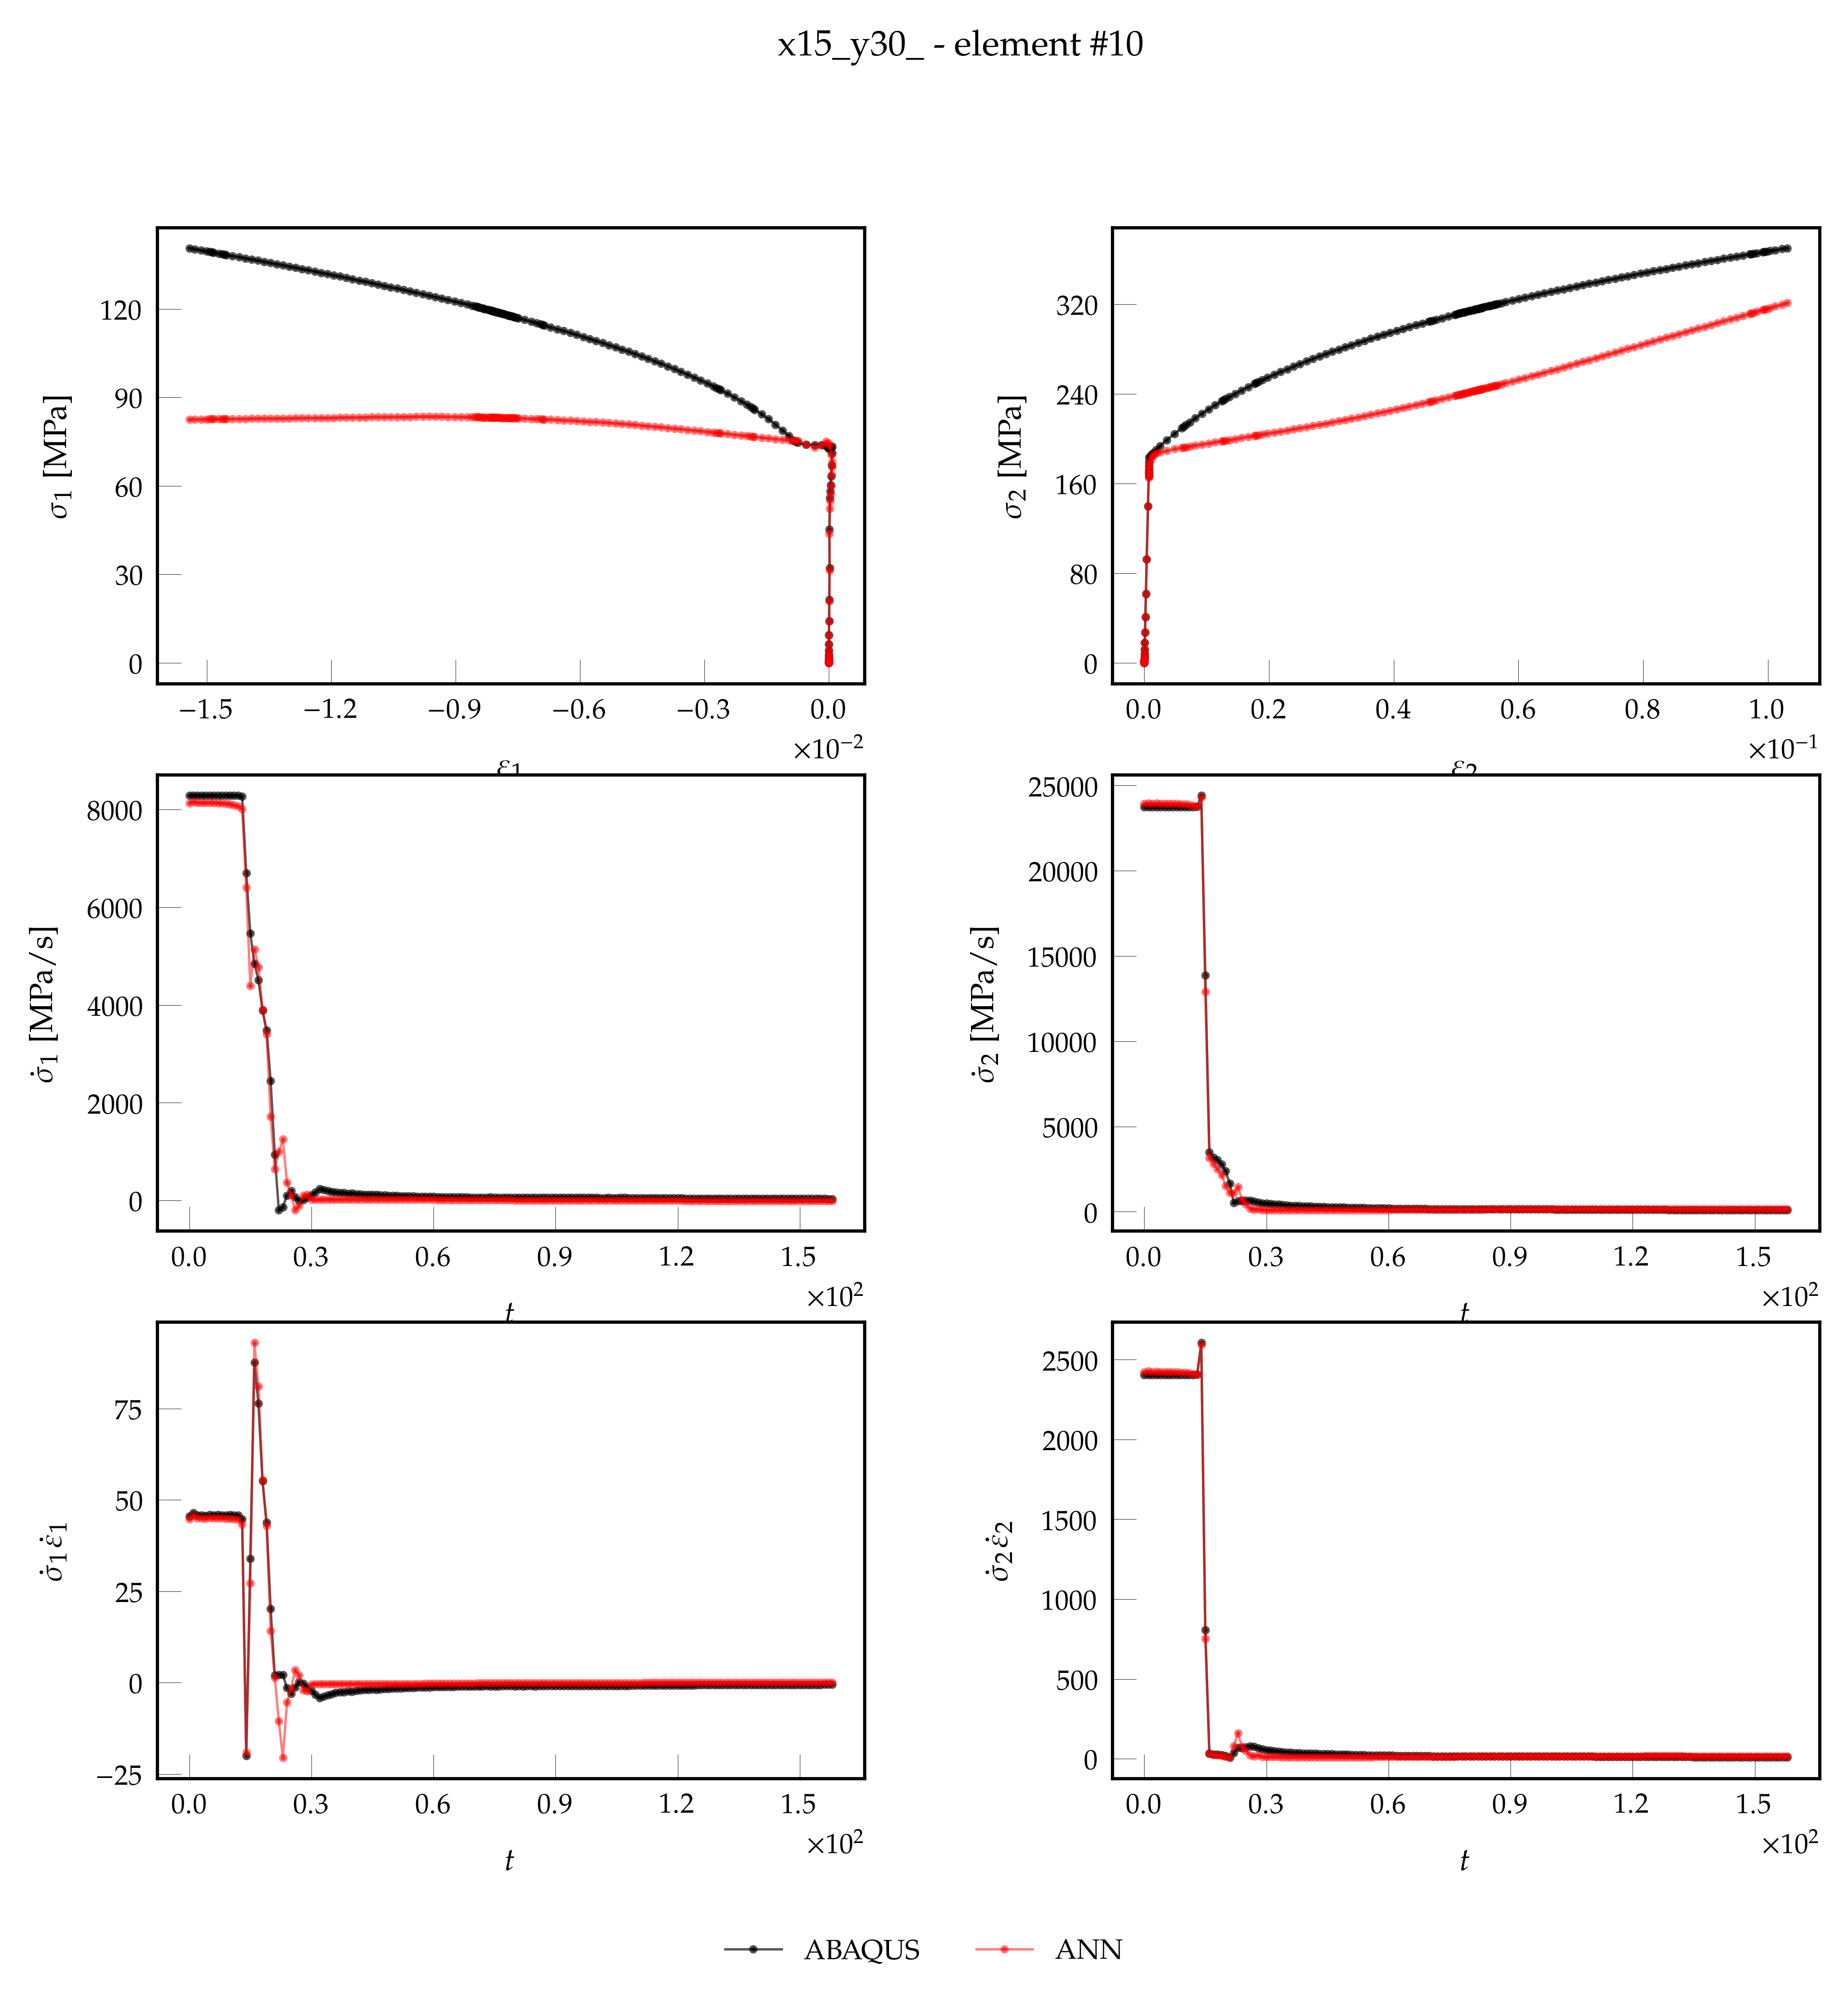 x15_y30_ - element #10
σ₁ [MPa]
120
90
60
30
0
−1.5 −1.2 −0.9 −0.6 −0.3 0.0
×10⁻²
ε₁
σ₂ [MPa]
320
240
160
80
0
0.0 0.2 0.4 0.6 0.8 1.0
×10⁻¹
ε₂
σ̇₁ [MPa/s]
8000
6000
4000
2000
0
0.0 0.3 0.6 0.9 1.2 1.5
×10²
t
σ̇₂ [MPa/s]
25000
20000
15000
10000
5000
0
0.0 0.3 0.6 0.9 1.2 1.5
×10²
t
σ̇₁ε̇₁
75
50
25
0
−25
0.0 0.3 0.6 0.9 1.2 1.5
×10²
t
σ̇₂ε̇₂
2500
2000
1500
1000
500
0
0.0 0.3 0.6 0.9 1.2 1.5
×10²
t
ABAQUS ANN